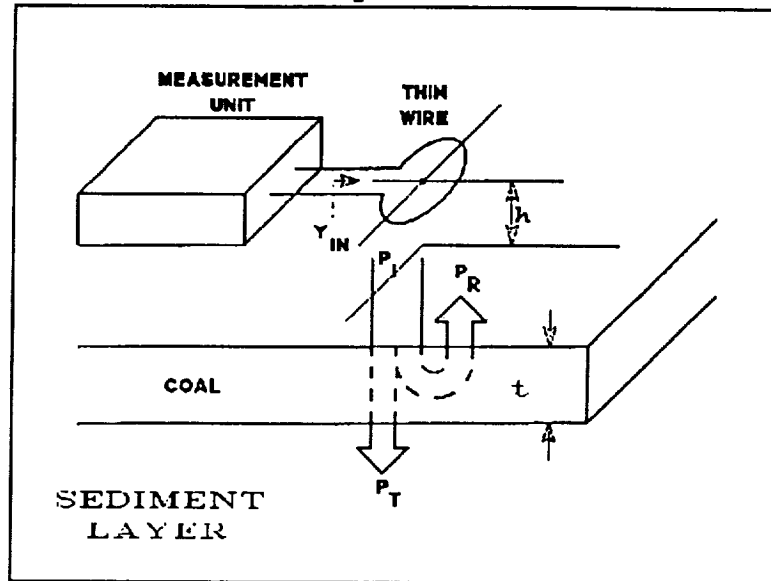 MEASUREMENT
UNIT
THIN
WIRE
Y IN
h
P I
P R
COAL
t
P T
SEDIMENT
LAYER